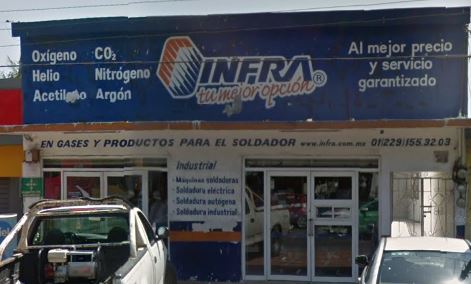 Oxígeno CO₂
Helio Nitrógeno
Acetileno Argón
INFRA®
tu mejor opción
Al mejor precio
y servicio
garantizado
EN GASES Y PRODUCTOS PARA EL SOLDADOR www.infra.com.mx 01(229)155.32.03
Industrial
· Máquinas soldadoras
· Soldadura eléctrica
· Soldadura autógena
· Soldadura industrial